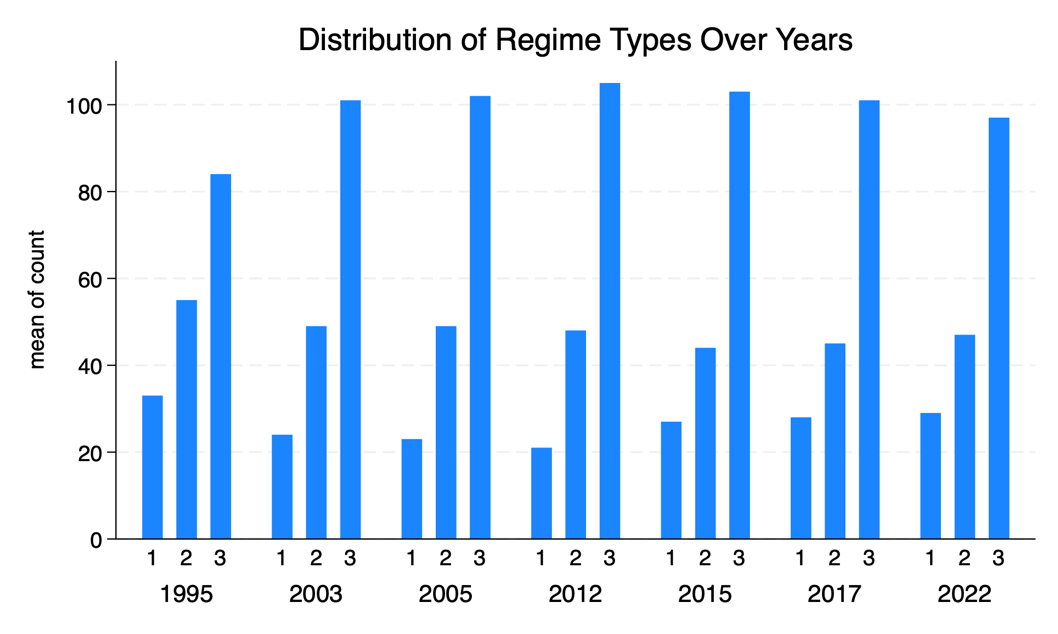 Distribution of Regime Types Over Years
mean of count
100
80
60
40
20
0
1 2 3 1 2 3 1 2 3 1 2 3 1 2 3 1 2 3 1 2 3
1995 2003 2005 2012 2015 2017 2022